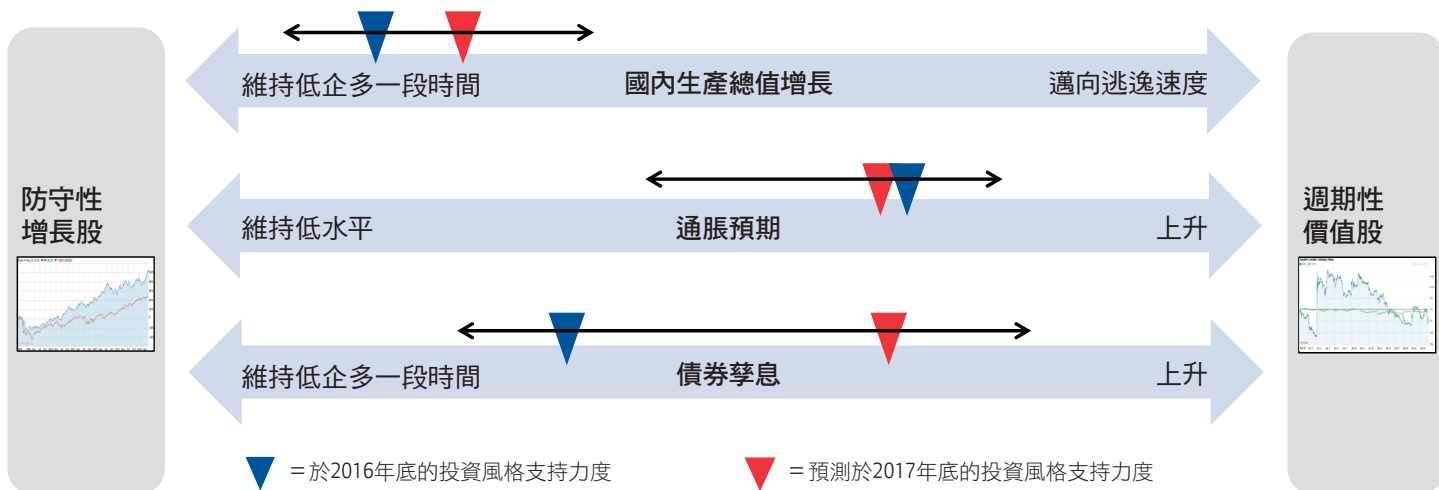 維持低企多一段時間 國內生產總值增長 邁向逃逸速度
防守性
增長股
維持低水平 通脹預期 上升
週期性
價值股
維持低企多一段時間 債券孳息 上升
=於2016年底的投資風格支持力度 =預測於2017年底的投資風格支持力度